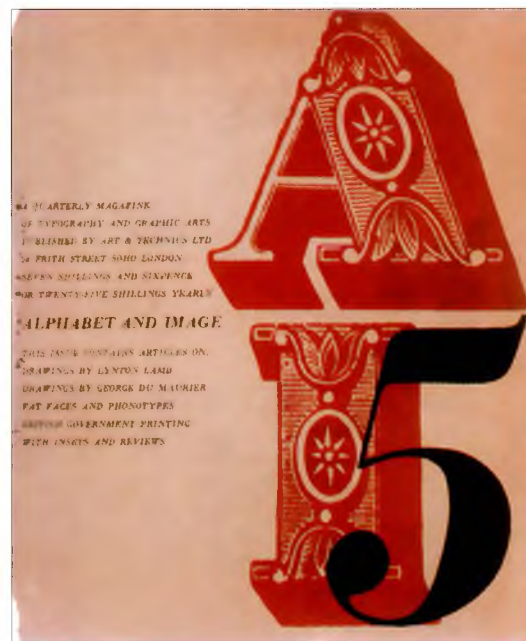 A
I
5
A QUARTERLY MAGAZINE
OF TYPOGRAPHY AND GRAPHIC ARTS
PUBLISHED BY ART & TECHNICS LTD
FRITH STREET SOHO LONDON
SEVEN SHILLINGS AND SIXPENCE
OR TWENTY-FIVE SHILLINGS YEARLY
ALPHABET AND IMAGE
THIS ISSUE CONTAINS ARTICLES ON:
DRAWINGS BY LYNTON LAMB
DRAWINGS BY GEORGE DU MAURIER
FAT FACES AND PHONOTYPES
BRITISH GOVERNMENT PRINTING
WITH INSETS AND REVIEWS